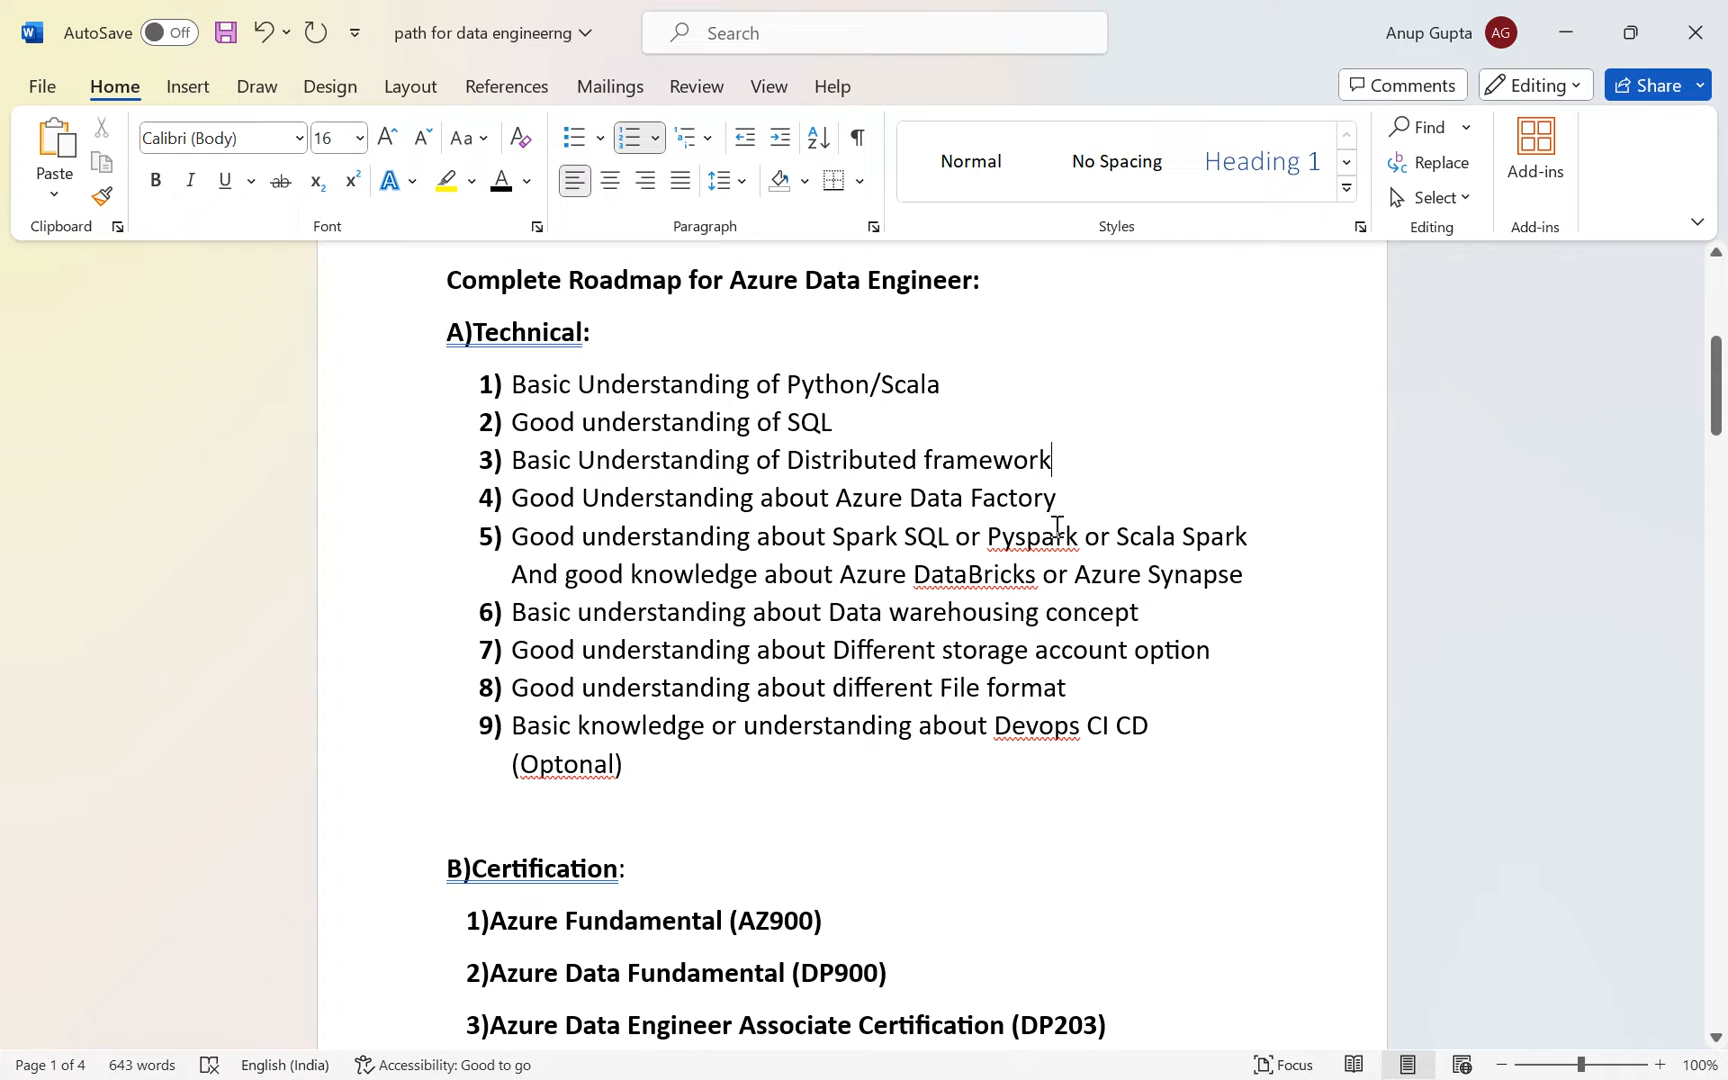 AutoSave Off path for data engineerng Search Anup Gupta AG
File Home Insert Draw Design Layout References Mailings Review View Help Comments Editing Share
Paste Calibri (Body) 16 Aa Normal No Spacing Heading 1 Find Replace Select Add-ins
Clipboard Font Paragraph Styles Editing Add-ins
Complete Roadmap for Azure Data Engineer:
A)Technical:
1) Basic Understanding of Python/Scala
2) Good understanding of SQL
3) Basic Understanding of Distributed framework
4) Good Understanding about Azure Data Factory
5) Good understanding about Spark SQL or Pyspark or Scala Spark
And good knowledge about Azure DataBricks or Azure Synapse
6) Basic understanding about Data warehousing concept
7) Good understanding about Different storage account option
8) Good understanding about different File format
9) Basic knowledge or understanding about Devops CI CD
(Optonal)
B)Certification:
1)Azure Fundamental (AZ900)
2)Azure Data Fundamental (DP900)
3)Azure Data Engineer Associate Certification (DP203)
Page 1 of 4 643 words English (India) Accessibility: Good to go Focus 100%